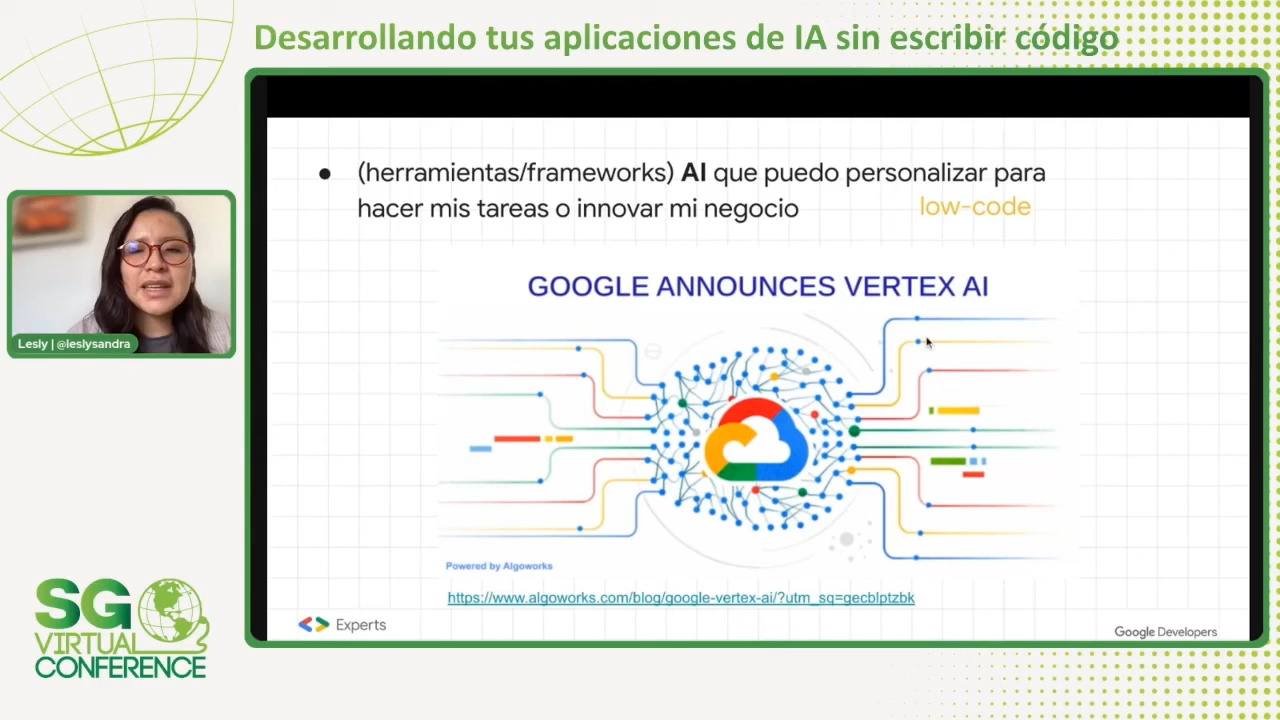 Desarrollando tus aplicaciones de IA sin escribir código
● (herramientas/frameworks) AI que puedo personalizar para
hacer mis tareas o innovar mi negocio
low-code
GOOGLE ANNOUNCES VERTEX AI
Powered by Algoworks
https://www.algoworks.com/blog/google-vertex-ai/?utm_sq=gecblptzbk
Experts
Google Developers
Lesly | @leslysandra
SG
VIRTUAL
CONFERENCE